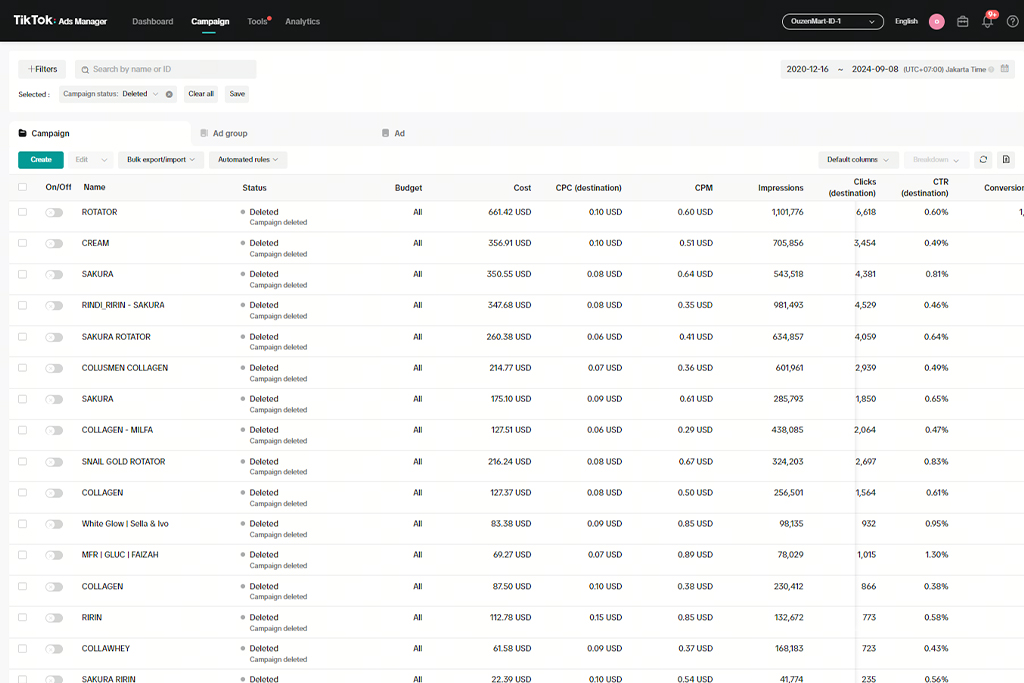 TikTok: Ads Manager Dashboard Campaign Tools Analytics OuzenMart-ID-1 English 9+
+Filters Search by name or ID 2020-12-16 ~ 2024-09-08 (UTC+07:00) Jakarta Time
Selected : Campaign status: Deleted Clear all Save
Campaign Ad group Ad
Create Edit Bulk export/import Automated rules Default columns Breakdown
On/Off Name Status Budget Cost CPC (destination) CPM Impressions Clicks (destination) CTR (destination) Conversion
ROTATOR Deleted All 661.42 USD 0.10 USD 0.60 USD 1,101,776 6,618 0.60% 1,
Campaign deleted
CREAM Deleted All 356.91 USD 0.10 USD 0.51 USD 705,856 3,454 0.49%
Campaign deleted
SAKURA Deleted All 350.55 USD 0.08 USD 0.64 USD 543,518 4,381 0.81%
Campaign deleted
RINDI_RIRIN - SAKURA Deleted All 347.68 USD 0.08 USD 0.35 USD 981,493 4,529 0.46%
Campaign deleted
SAKURA ROTATOR Deleted All 260.38 USD 0.06 USD 0.41 USD 634,857 4,059 0.64%
Campaign deleted
COLUSMEN COLLAGEN Deleted All 214.77 USD 0.07 USD 0.36 USD 601,961 2,939 0.49%
Campaign deleted
SAKURA Deleted All 175.10 USD 0.09 USD 0.61 USD 285,793 1,850 0.65%
Campaign deleted
COLLAGEN - MILFA Deleted All 127.51 USD 0.06 USD 0.29 USD 438,085 2,064 0.47%
Campaign deleted
SNAIL GOLD ROTATOR Deleted All 216.24 USD 0.08 USD 0.67 USD 324,203 2,697 0.83%
Campaign deleted
COLLAGEN Deleted All 127.37 USD 0.08 USD 0.50 USD 256,501 1,564 0.61%
Campaign deleted
White Glow | Sella & Ivo Deleted All 83.38 USD 0.09 USD 0.85 USD 98,135 932 0.95%
Campaign deleted
MFR | GLUC | FAIZAH Deleted All 69.27 USD 0.07 USD 0.89 USD 78,029 1,015 1.30%
Campaign deleted
COLLAGEN Deleted All 87.50 USD 0.10 USD 0.38 USD 230,412 866 0.38%
Campaign deleted
RIRIN Deleted All 112.78 USD 0.15 USD 0.85 USD 132,672 773 0.58%
Campaign deleted
COLLAWHEY Deleted All 61.58 USD 0.09 USD 0.37 USD 168,183 723 0.43%
Campaign deleted
SAKURA RIRIN Deleted All 22.39 USD 0.10 USD 0.54 USD 41,774 235 0.56%